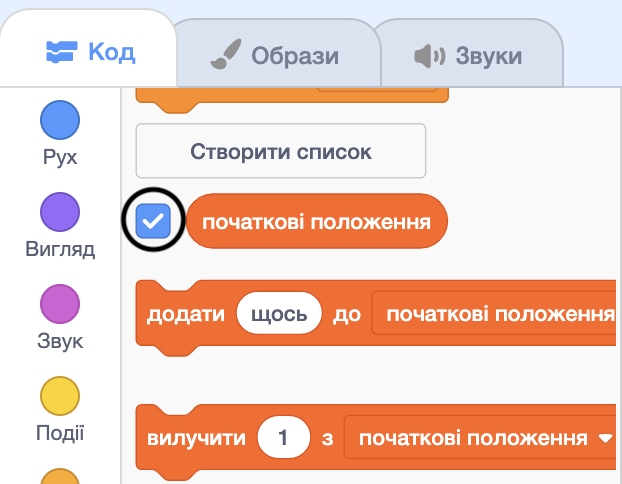 Код
Образи
Звуки
Рух
Вигляд
Звук
Події
Створити список
початкові положення
додати щось до початкові положення
вилучити 1 з початкові положення